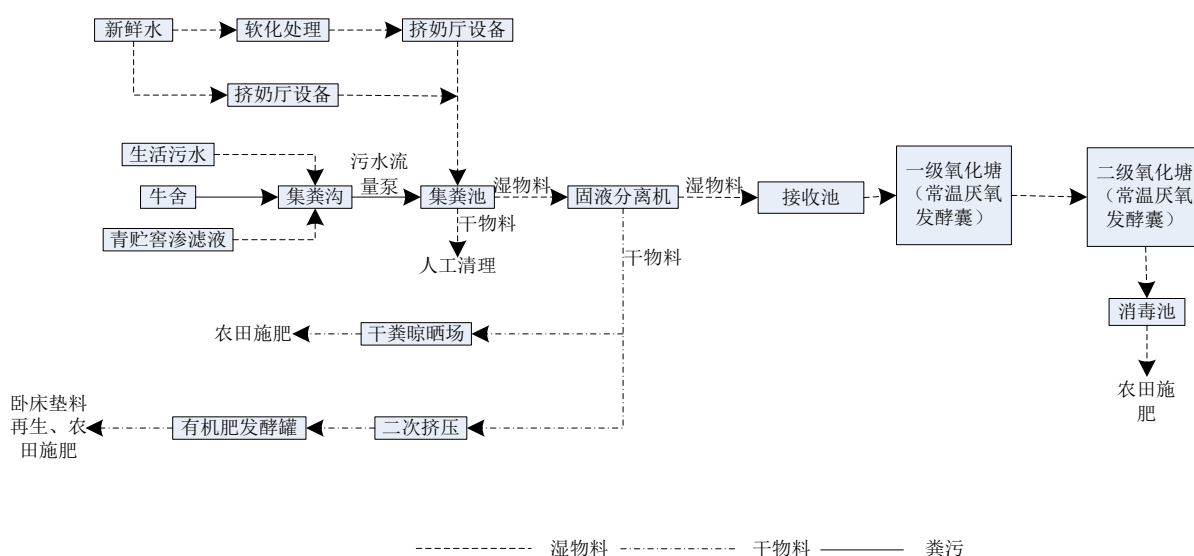 新鲜水
软化处理
挤奶厅设备
挤奶厅设备
生活污水
污水流
量泵
牛舍
集粪沟
集粪池
湿物料
固液分离机
湿物料
接收池
一级氧化塘
（常温厌氧
发酵囊）
二级氧化塘
（常温厌氧
发酵囊）
青贮窖渗滤液
干物料
人工清理
干物料
消毒池
农田施肥
干粪晾晒场
农田施
肥
卧床垫料
再生、农
田施肥
有机肥发酵罐
二次挤压
湿物料
干物料
粪污